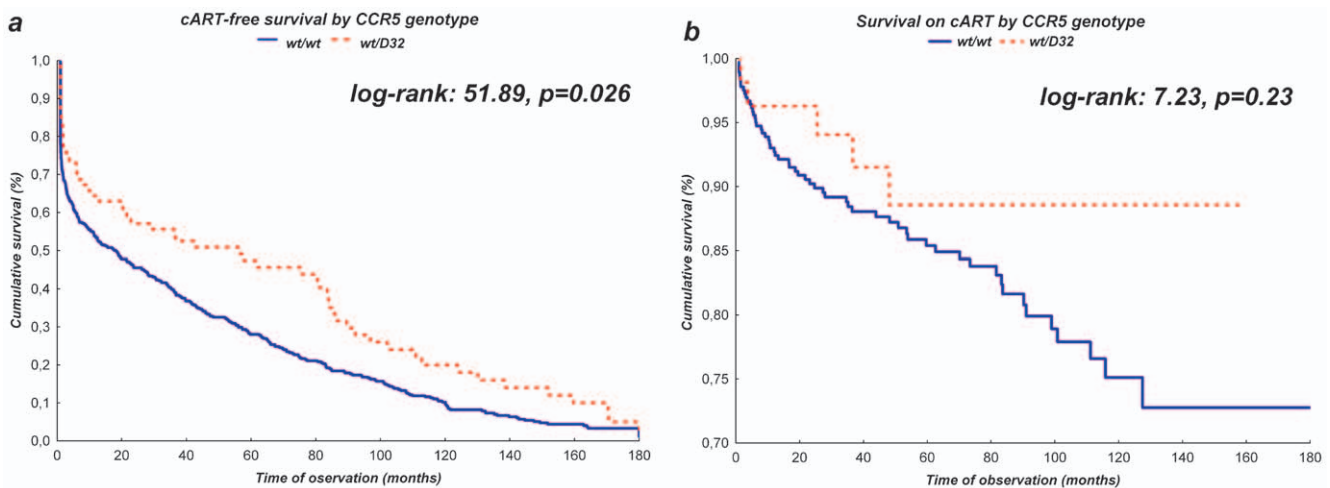 a
cART-free survival by CCR5 genotype
wt/wt wt/D32
log-rank: 51.89, p=0.026
Cumulative survival (%)
1,0
0,9
0,8
0,7
0,6
0,5
0,4
0,3
0,2
0,1
0,0
0 20 40 60 80 100 120 140 160 180
Time of oservation (months)
b
Survival on cART by CCR5 genotype
wt/wt wt/D32
log-rank: 7.23, p=0.23
Cumulative survival (%)
1,00
0,95
0,90
0,85
0,80
0,75
0,70
0 20 40 60 80 100 120 140 160 180
Time of observation (months)